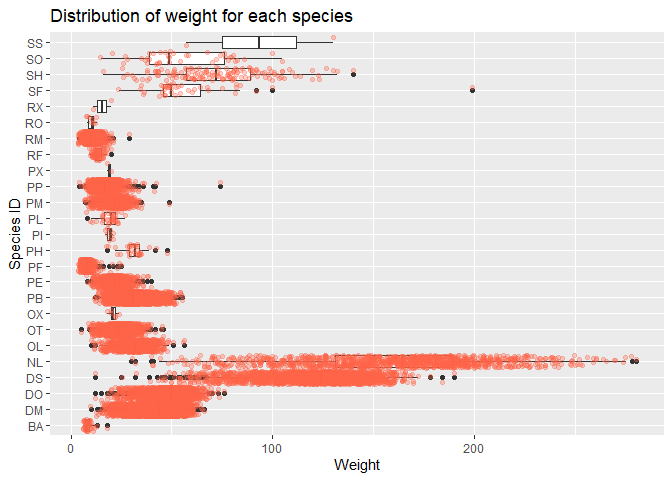 Distribution of weight for each species
Species ID
SS
SO
SH
SF
RX
RO
RM
RF
PX
PP
PM
PL
PI
PH
PF
PE
PB
OX
OT
OL
NL
DS
DO
DM
BA
0 100 200
Weight